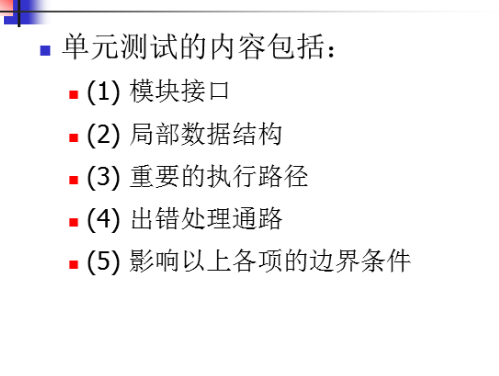 单元测试的内容包括：
(1) 模块接口
(2) 局部数据结构
(3) 重要的执行路径
(4) 出错处理通路
(5) 影响以上各项的边界条件